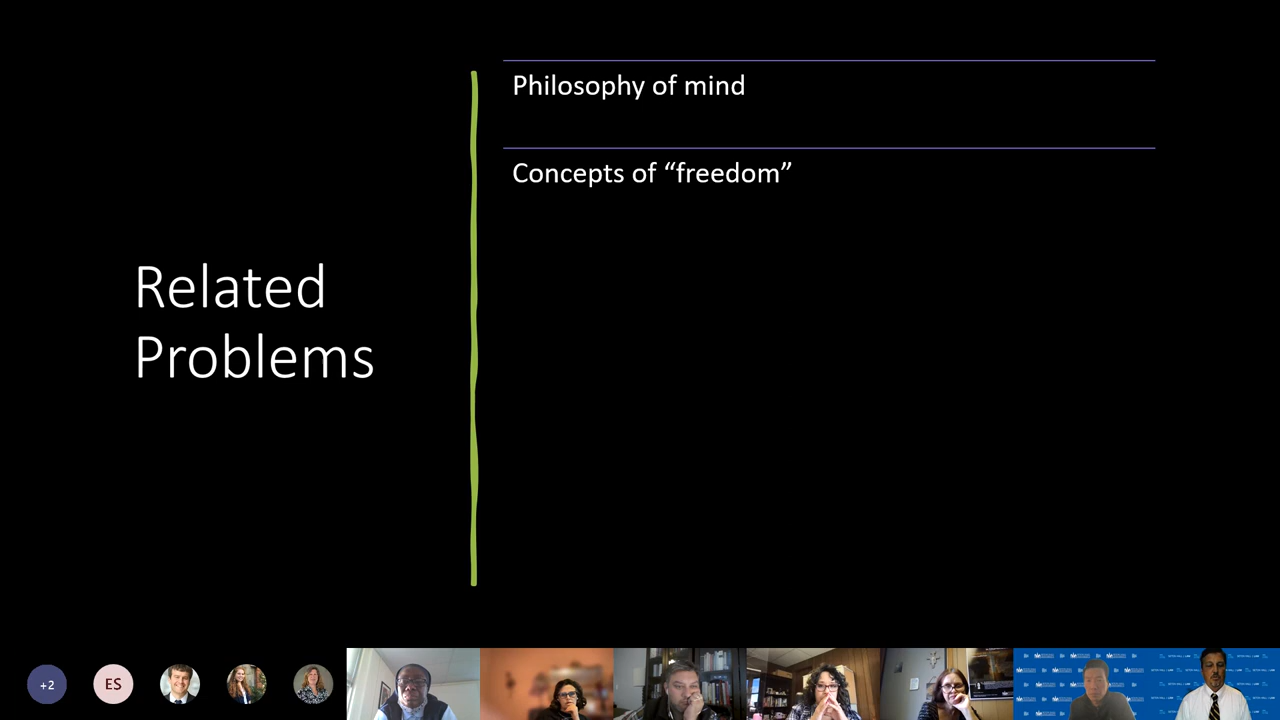 Philosophy of mind
Concepts of “freedom”
Related
Problems
+2
ES